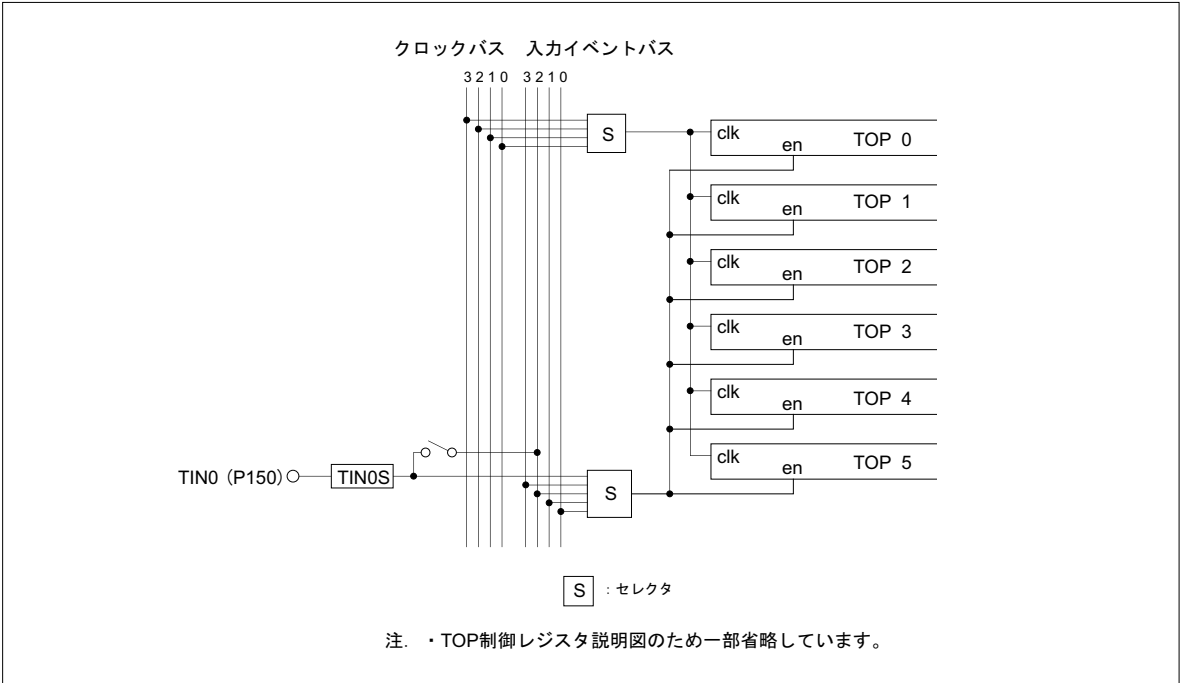 クロックバス 入力イベントバス
3 2 1 0 3 2 1 0
S
clk
en
TOP 0
clk
en
TOP 1
clk
en
TOP 2
clk
en
TOP 3
clk
en
TOP 4
clk
en
TOP 5
TIN0 (P150)
TIN0S
S
S :セレクタ
注. ・TOP制御レジスタ説明図のため一部省略しています。